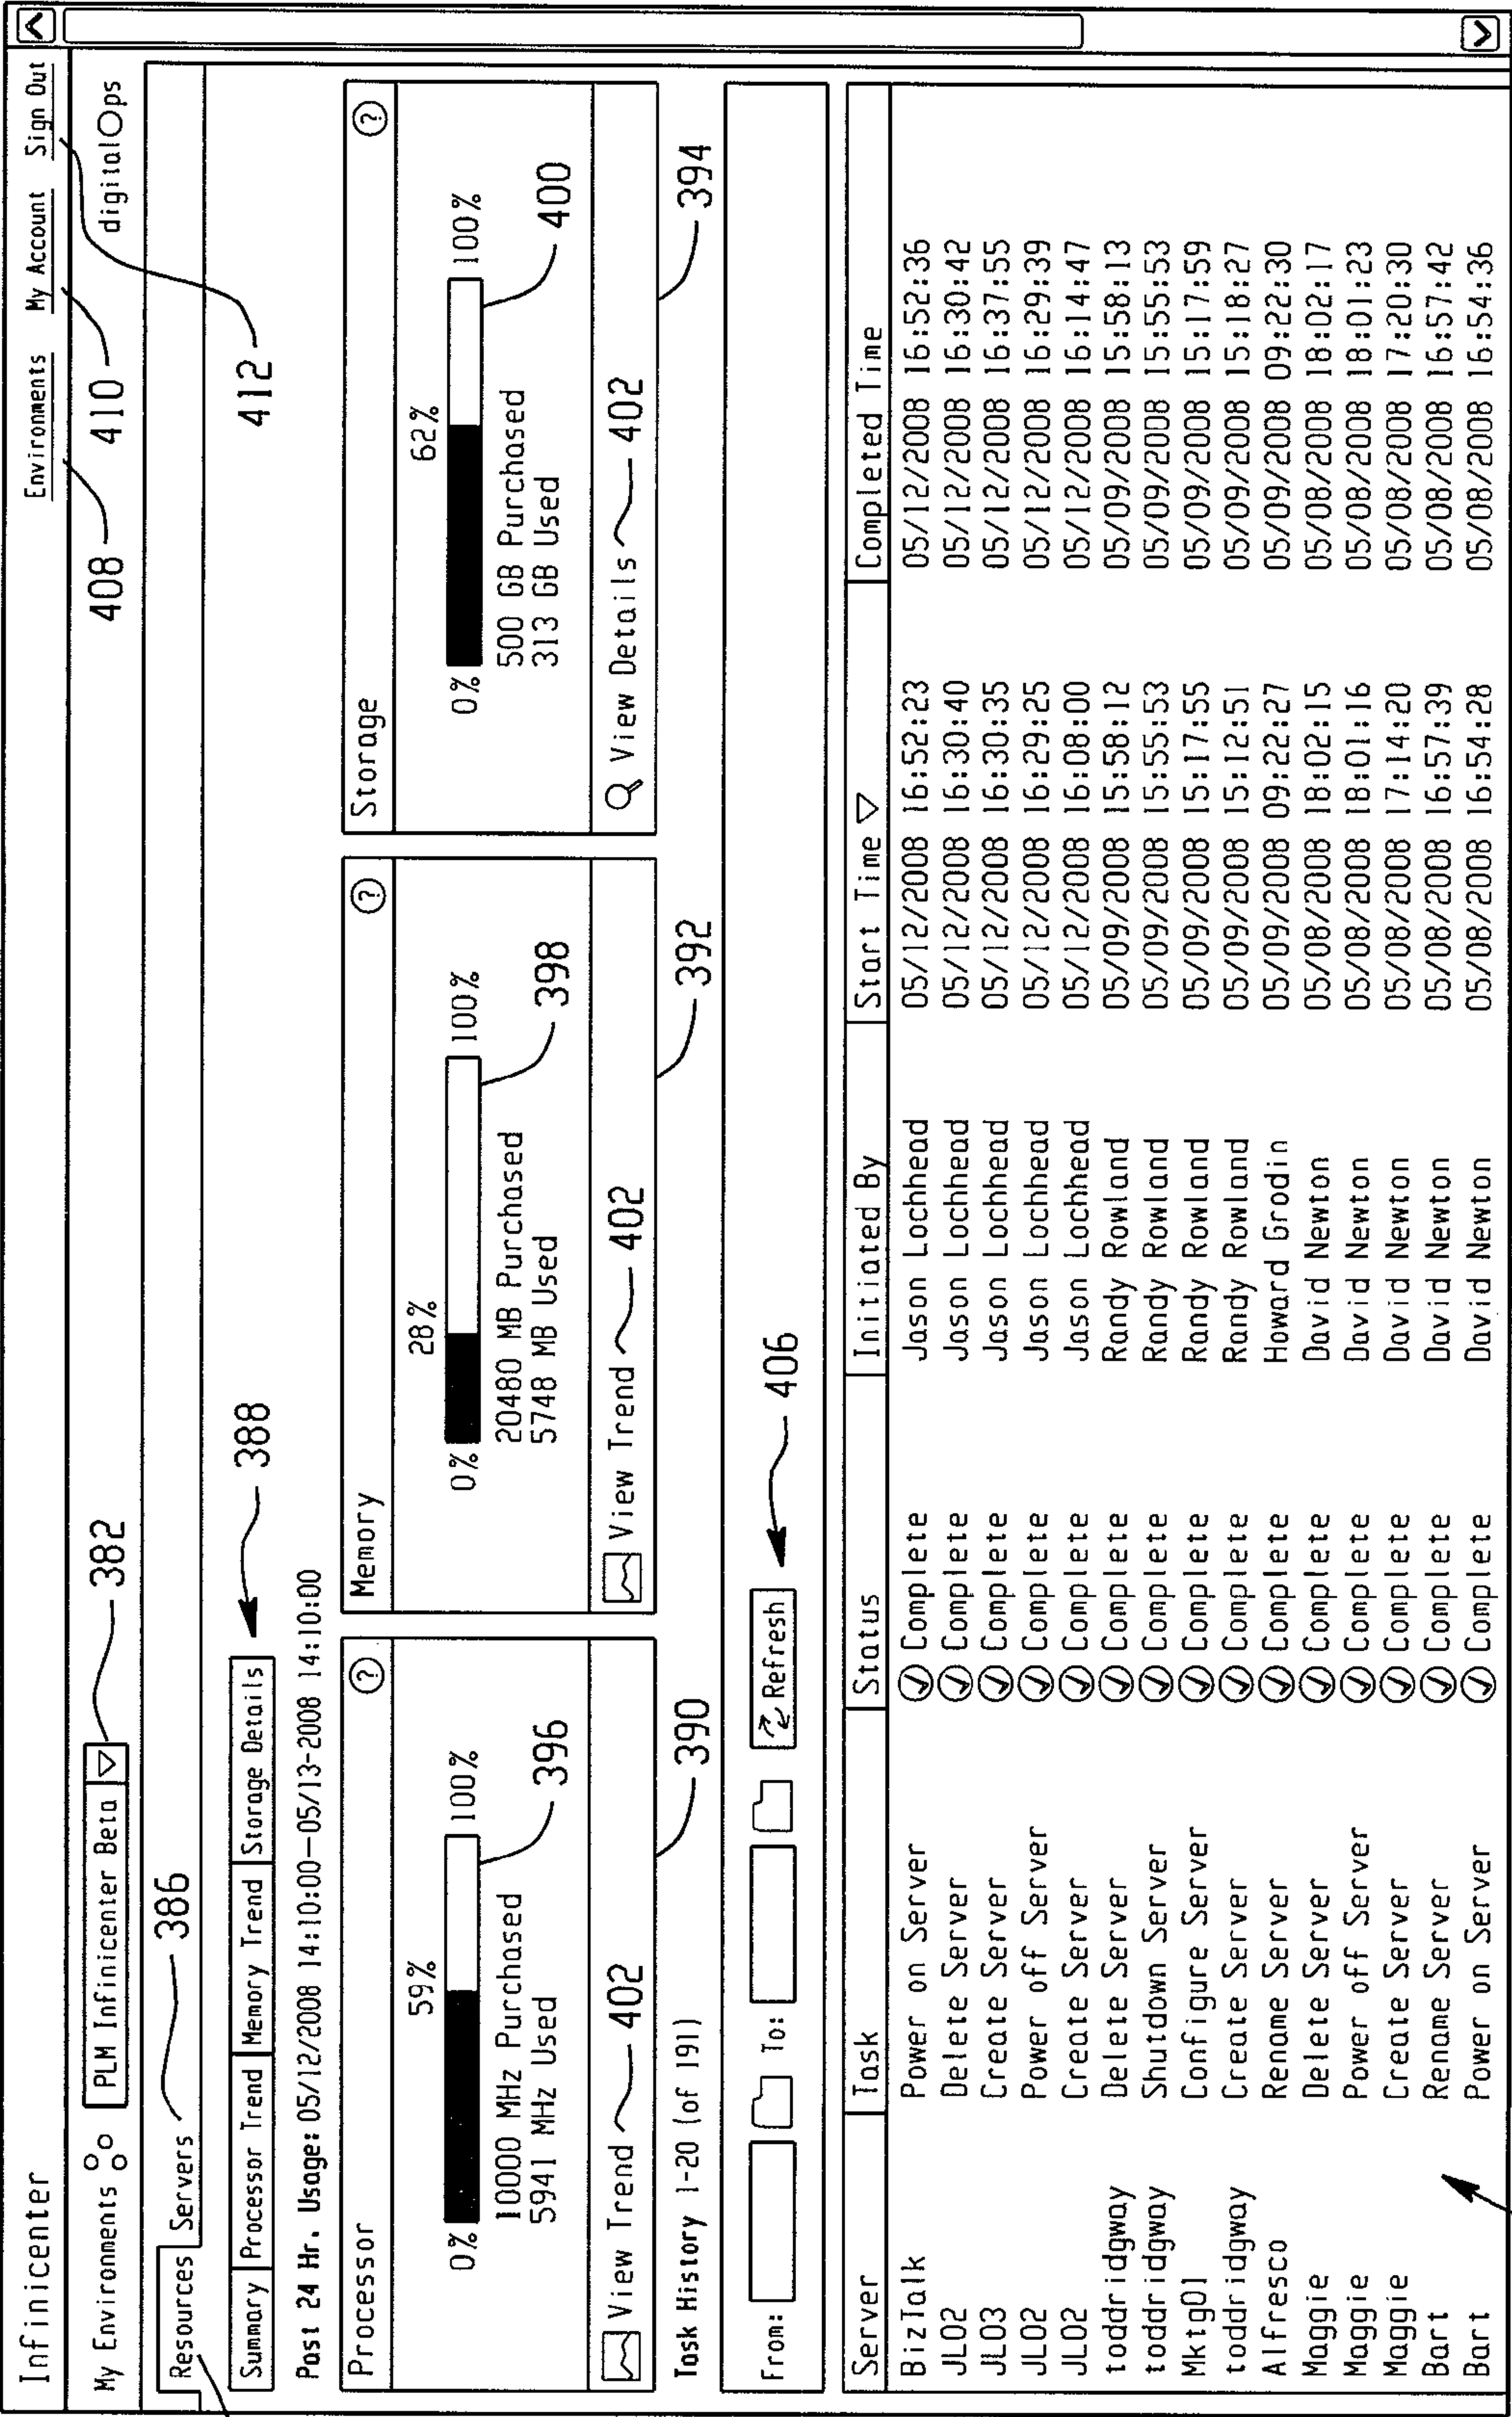 Infinicenter Environments My Account Sign Out
My Environments PLM Infinicenter Beta 382 408 410 digitalOps
Resources Servers 386
412
Summary Processor Trend Memory Trend Storage Details 388
Past 24 Hr. Usage: 05/12/2008 14:10:00–05/13-2008 14:10:00
Processor ? Memory ? Storage ?
59% 28% 62%
0% 100% 0% 100% 0% 100%
10000 MHz Purchased 20480 MB Purchased 500 GB Purchased
5941 MHz Used 396 5748 MB Used 398 313 GB Used 400
View Trend 402 View Trend 402 View Details 402
Task History 1-20 (of 191) 390 392 394
From: To: Refresh 406
Server Task Status Initiated By Start Time Completed Time
BizTalk Power on Server Complete Jason Lochhead 05/12/2008 16:52:23 05/12/2008 16:52:36
JL02 Delete Server Complete Jason Lochhead 05/12/2008 16:30:40 05/12/2008 16:30:42
JL03 Create Server Complete Jason Lochhead 05/12/2008 16:30:35 05/12/2008 16:37:55
JL02 Power off Server Complete Jason Lochhead 05/12/2008 16:29:25 05/12/2008 16:29:39
JL02 Create Server Complete Jason Lochhead 05/12/2008 16:08:00 05/12/2008 16:14:47
toddridgway Delete Server Complete Randy Rowland 05/09/2008 15:58:12 05/09/2008 15:58:13
toddridgway Shutdown Server Complete Randy Rowland 05/09/2008 15:55:53 05/09/2008 15:55:53
Mktg01 Configure Server Complete Randy Rowland 05/09/2008 15:17:55 05/09/2008 15:17:59
toddridgway Create Server Complete Randy Rowland 05/09/2008 15:12:51 05/09/2008 15:18:27
Alfresco Rename Server Complete Howard Grodin 05/09/2008 09:22:27 05/09/2008 09:22:30
Maggie Delete Server Complete David Newton 05/08/2008 18:02:15 05/08/2008 18:02:17
Maggie Power off Server Complete David Newton 05/08/2008 18:01:16 05/08/2008 18:01:23
Maggie Create Server Complete David Newton 05/08/2008 17:14:20 05/08/2008 17:20:30
Bart Rename Server Complete David Newton 05/08/2008 16:57:39 05/08/2008 16:57:42
Bart Power on Server Complete David Newton 05/08/2008 16:54:28 05/08/2008 16:54:36